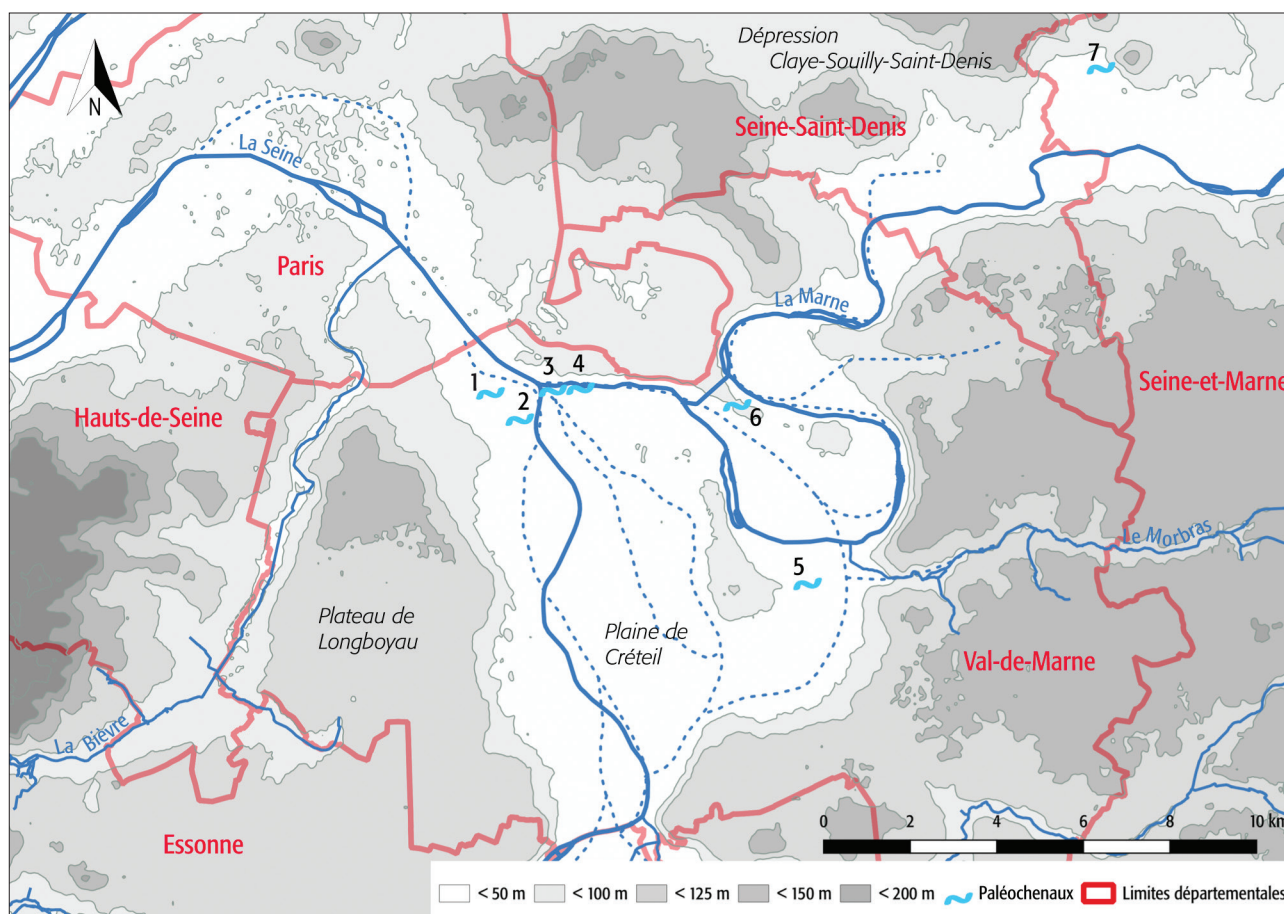 Dépression
Claye-Souilly-Saint-Denis
7
N
La Seine
Seine-Saint-Denis
Paris
La Marne
1
2
3
4
6
Hauts-de-Seine
Seine-et-Marne
Le Morbras
5
Plateau de
Longboyau
Plaine de
Créteil
Val-de-Marne
La Bièvre
Essonne
0 2 4 6 8 10 km
< 50 m < 100 m < 125 m < 150 m < 200 m Paléochenaux Limites départementales